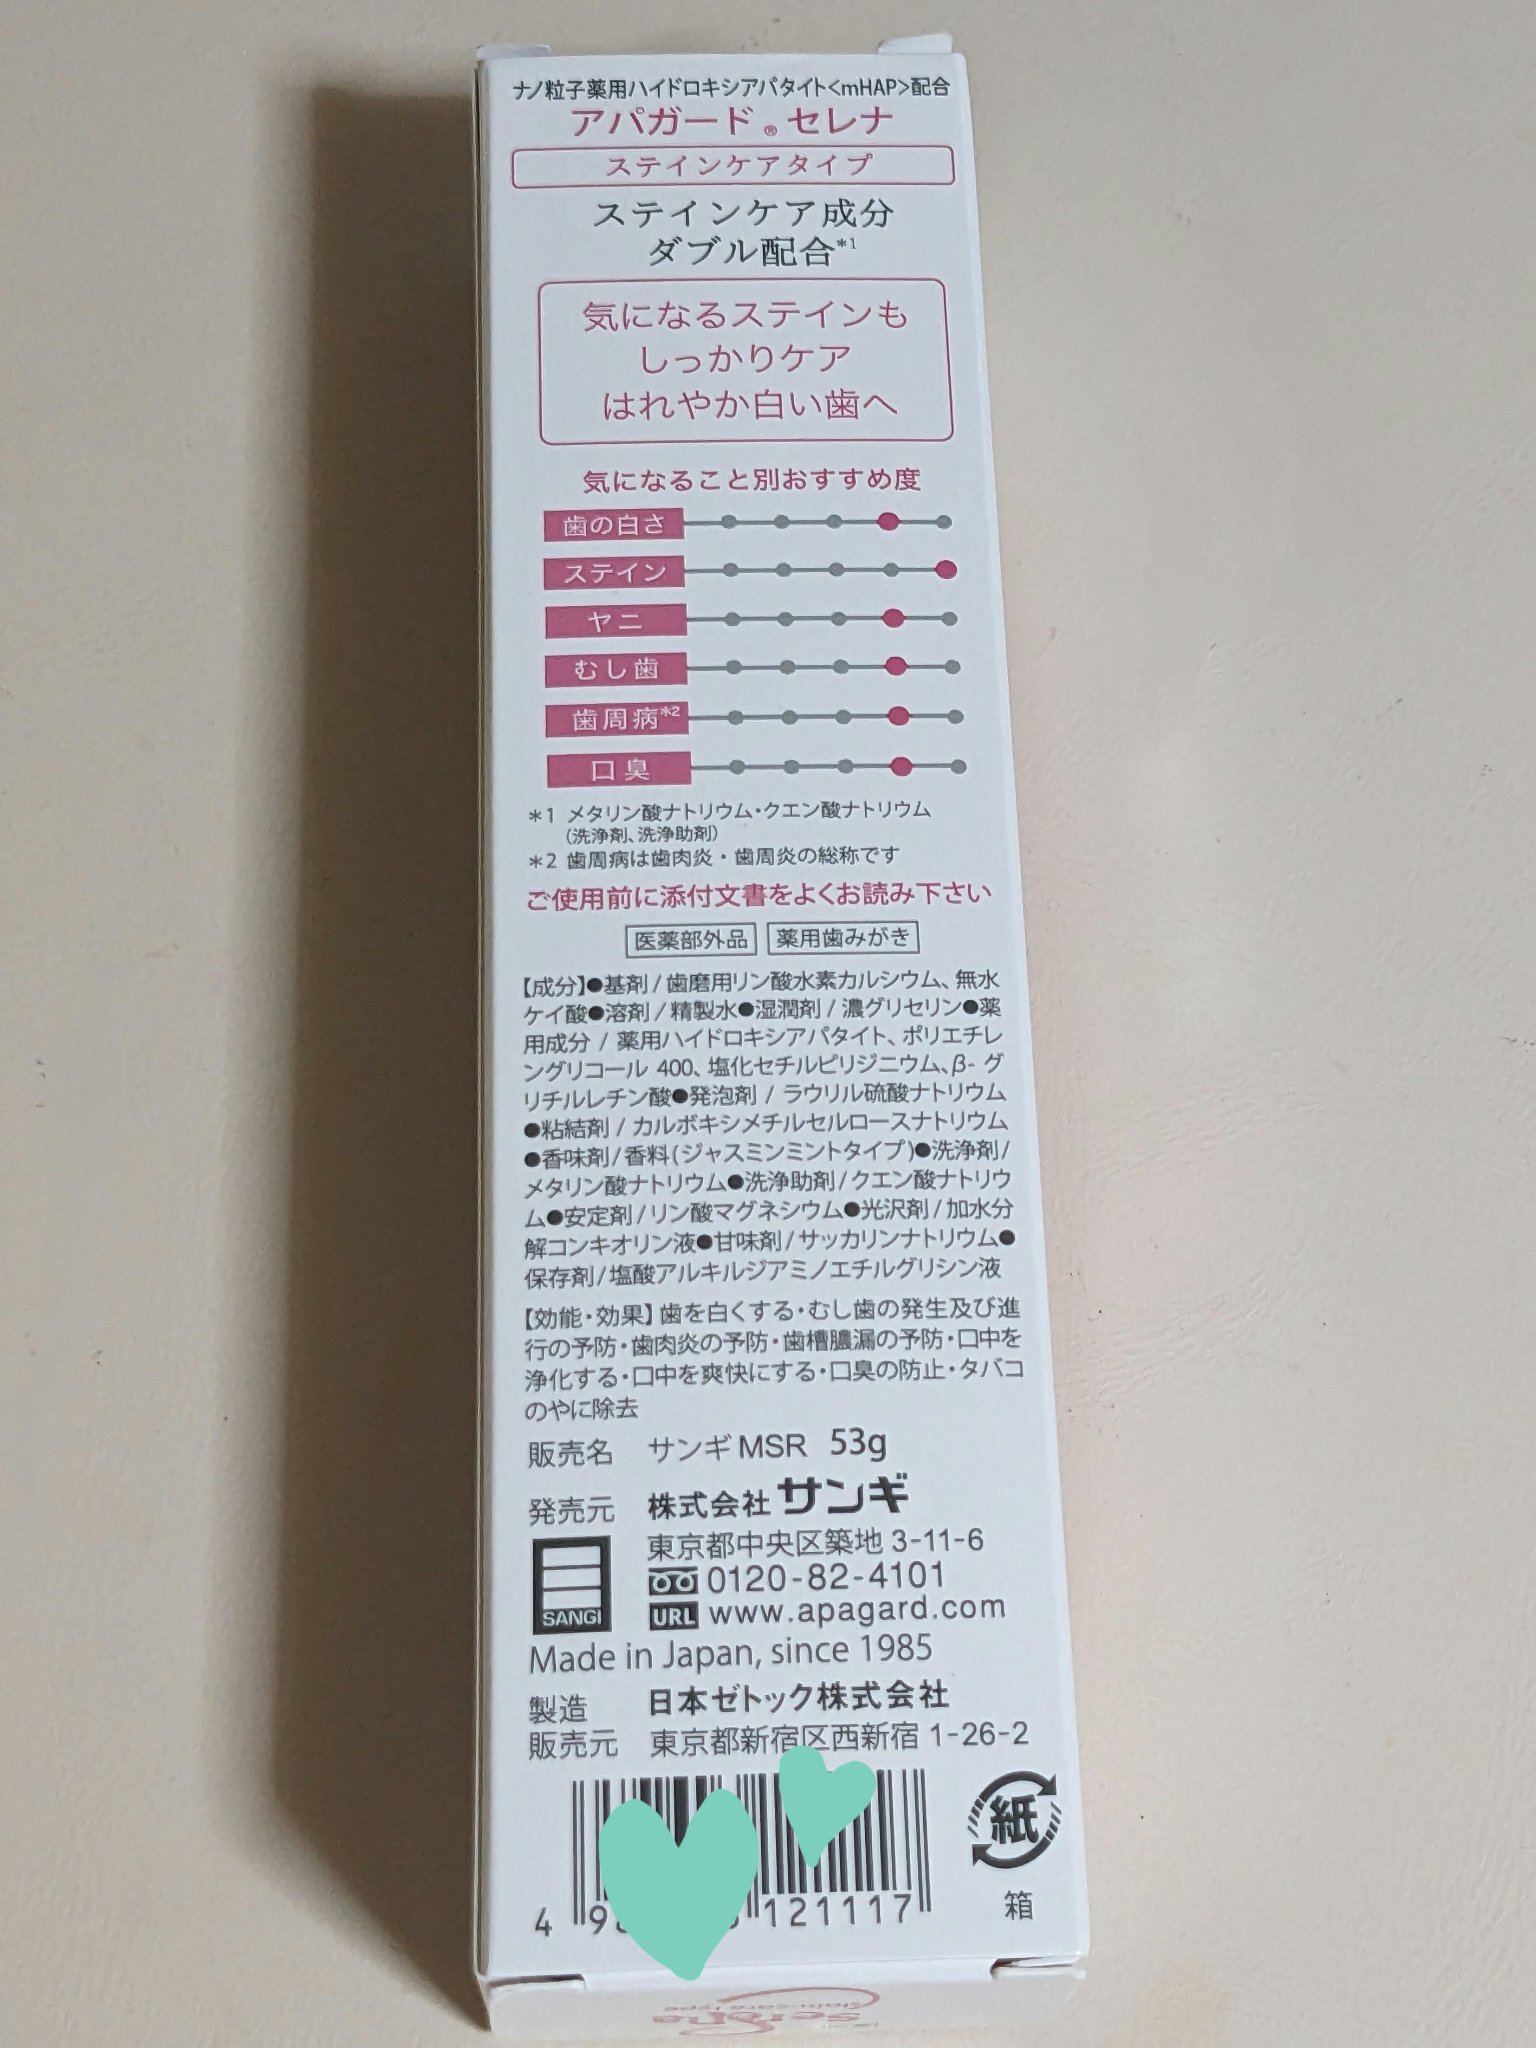 ナノ粒子薬用ハイドロキシアパタイト<mHAP>配合
アパガード® セレナ
ステインケアタイプ
ステインケア成分
ダブル配合*1
気になるステインも
しっかりケア
はれやか白い歯へ
気になること別おすすめ度
歯の白さ
ステイン
ヤニ
むし歯
歯周病*2
口臭
*1 メタリン酸ナトリウム・クエン酸ナトリウム
(洗浄剤、洗浄助剤)
*2 歯周病は歯肉炎・歯周炎の総称です
ご使用前に添付文書をよくお読み下さい
医薬部外品 薬用歯みがき
【成分】●基剤/歯磨用リン酸水素カルシウム、無水
ケイ酸●溶剤/精製水●湿潤剤/濃グリセリン●薬
用成分/薬用ハイドロキシアパタイト、ポリエチレ
ングリコール 400、塩化セチルピリジニウム、β- グ
リチルレチン酸●発泡剤/ラウリル硫酸ナトリウム
●粘結剤/カルボキシメチルセルロースナトリウム
●香味剤/香料(ジャスミンミントタイプ)●洗浄剤/
メタリン酸ナトリウム●洗浄助剤/クエン酸ナトリウ
ム●安定剤/リン酸マグネシウム●光沢剤/加水分
解コンキオリン液●甘味剤/サッカリンナトリウム●
保存剤/塩酸アルキルジアミノエチルグリシン液
【効能・効果】歯を白くする・むし歯の発生及び進
行の予防・歯肉炎の予防・歯槽膿漏の予防・口中を
浄化する・口中を爽快にする・口臭の防止・タバコ
のやに除去
販売名 サンギMSR 53g
発売元 株式会社サンギ
東京都中央区築地 3-11-6
0120-82-4101
SANGI URL www.apagard.com
Made in Japan, since 1985
製造 日本ゼトック株式会社
販売元 東京都新宿区西新宿 1-26-2
紙
箱
4 9 121117
Selena
Stain-care type